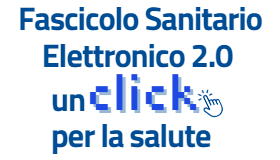 Fascicolo Sanitario
Elettronico 2.0
un click
per la salute